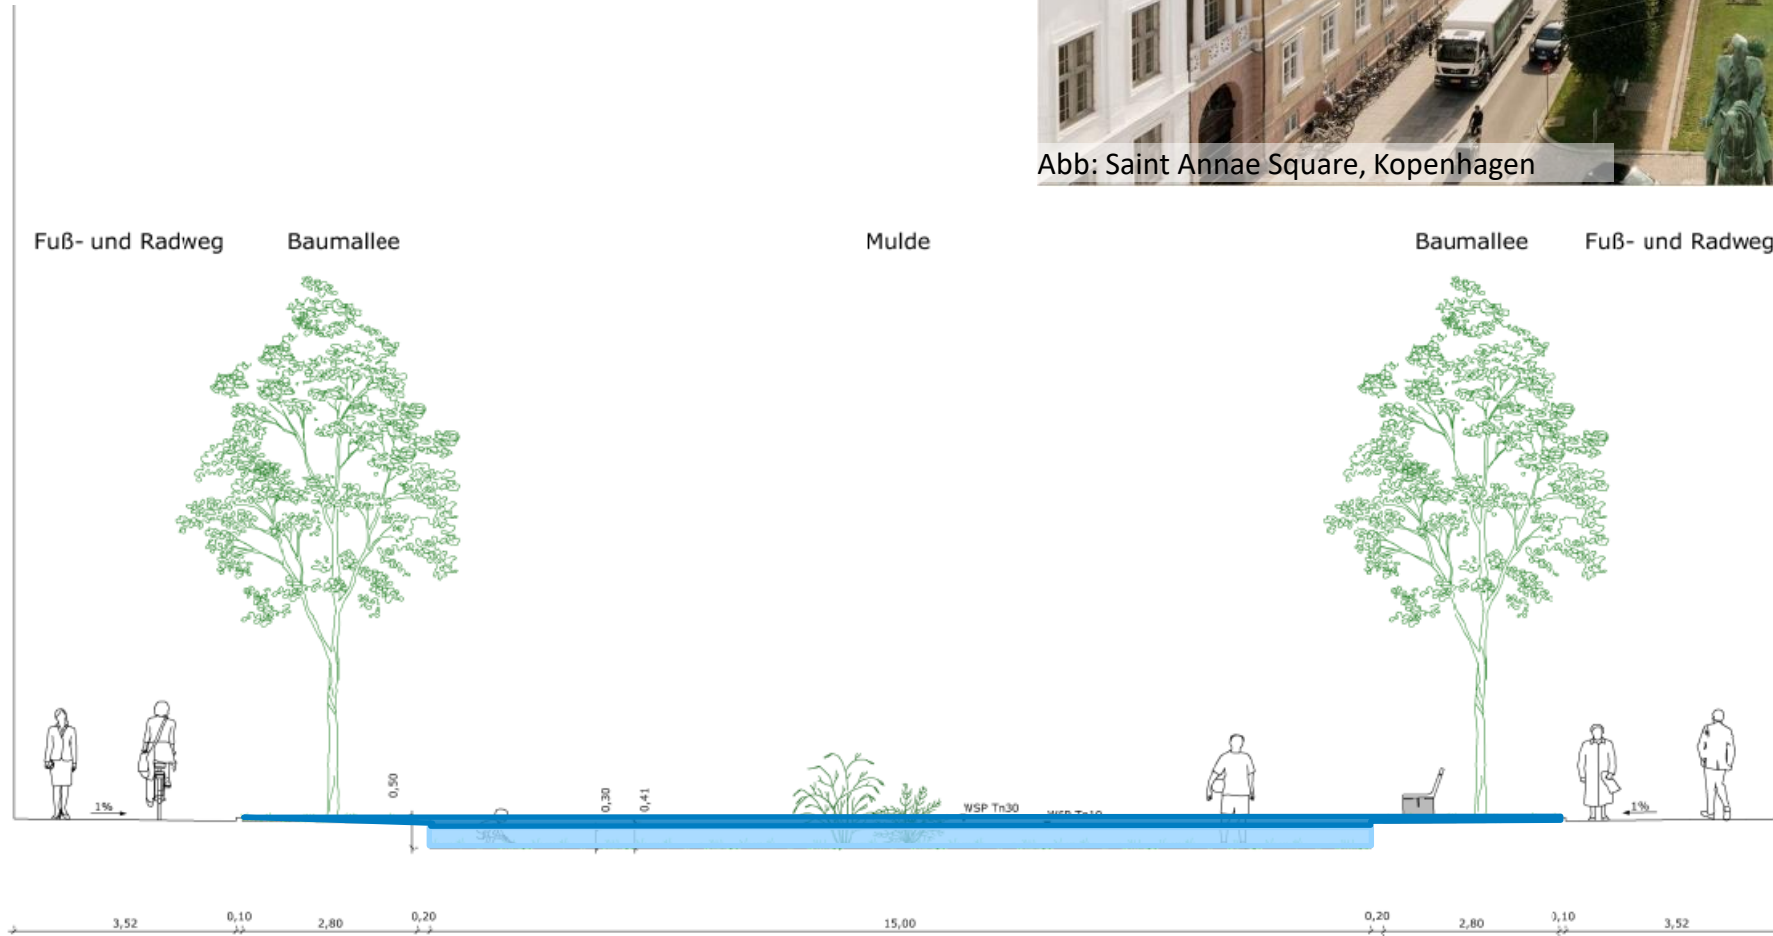 Abb: Saint Annae Square, Kopenhagen
Fuß- und Radweg Baumallee Mulde Baumallee Fuß- und Radweg
0,50 0,30 0,41 WSP Tn30
1% 1%
3,52 0,10 2,80 0,20 15,00 0,20 2,80 0,10 3,52